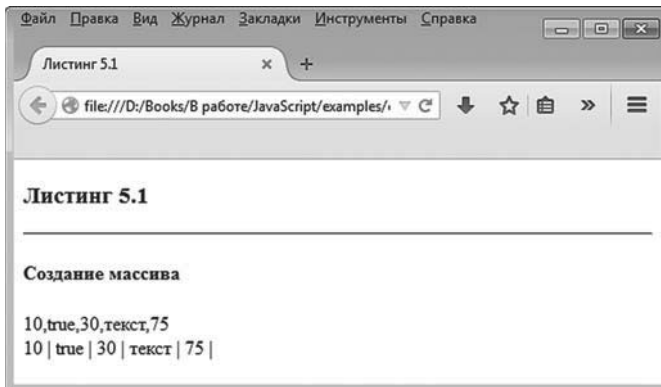 Файл Правка Вид Журнал Закладки Инструменты Справка
Листинг 5.1
file:///D:/Books/В работе/JavaScript/examples/
Листинг 5.1
Создание массива
10,true,30,текст,75
10 | true | 30 | текст | 75 |